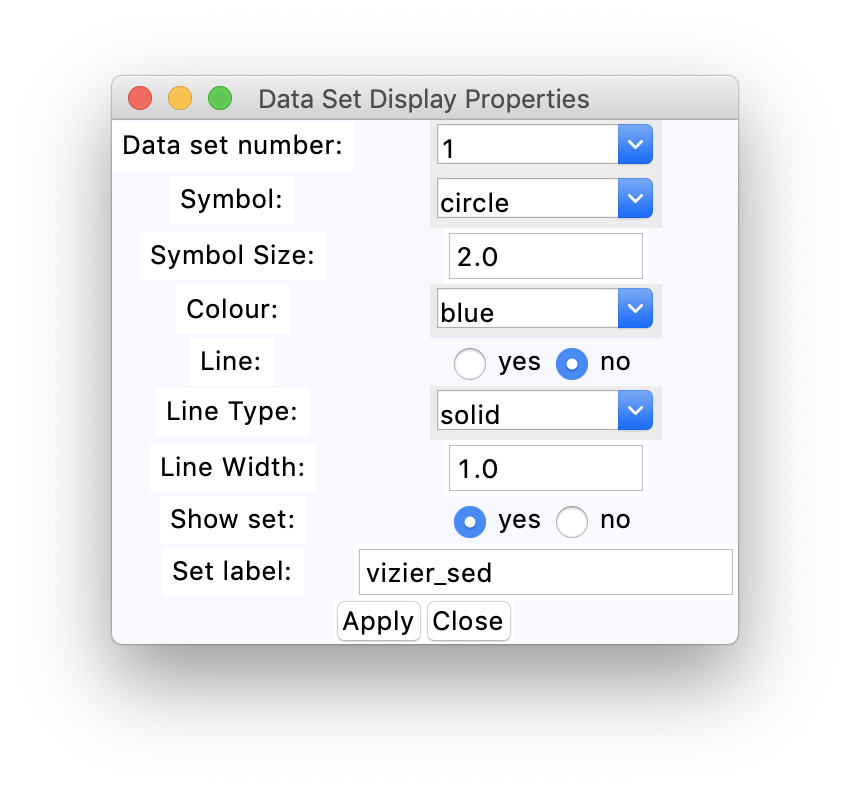 Data Set Display Properties
Data set number: 1
Symbol: circle
Symbol Size: 2.0
Colour: blue
Line: yes no
Line Type: solid
Line Width: 1.0
Show set: yes no
Set label: vizier_sed
Apply Close